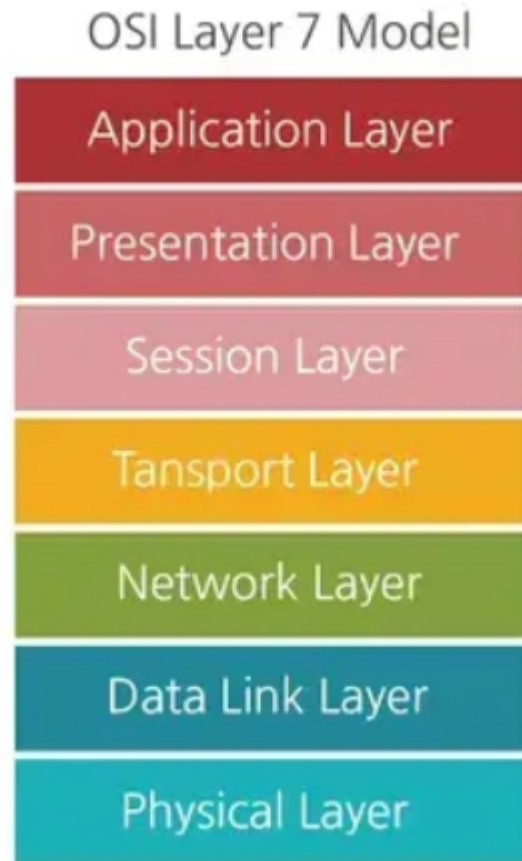 OSI Layer 7 Model
Application Layer
Presentation Layer
Session Layer
Tansport Layer
Network Layer
Data Link Layer
Physical Layer